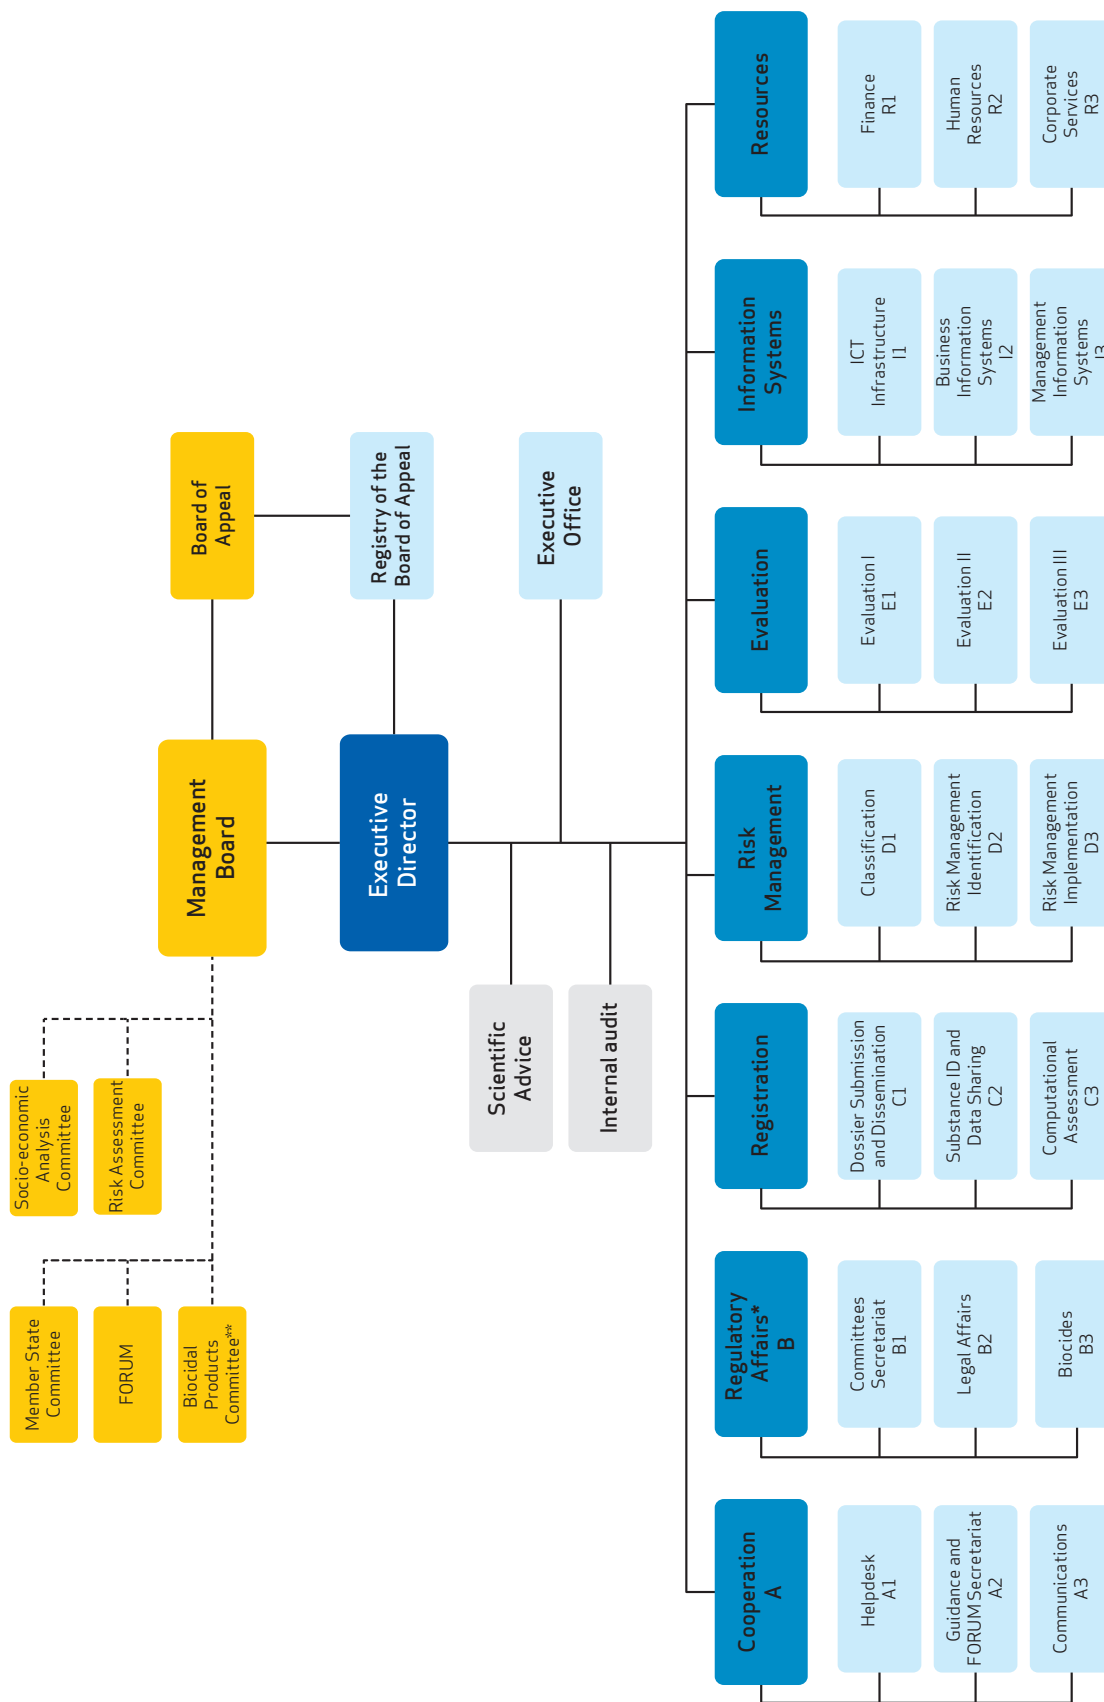 Member State
Committee
FORUM
Biocidal
Products
Committee**
Socio-economic
Analysis
Committee
Risk Assessment
Committee
Management
Board
Board of
Appeal
Executive
Director
Registry of the
Board of Appeal
Scientific
Advice
Executive
Office
Internal audit
Cooperation
A
Helpdesk
A1
Guidance and
FORUM Secretariat
A2
Communications
A3
Regulatory
Affairs*
B
Committees
Secretariat
B1
Legal Affairs
B2
Biocides
B3
Registration
Dossier Submission
and Dissemination
C1
Substance ID and
Data Sharing
C2
Computational
Assessment
C3
Risk
Management
Classification
D1
Risk Management
Identification
D2
Risk Management
Implementation
D3
Evaluation
Evaluation I
E1
Evaluation II
E2
Evaluation III
E3
Information
Systems
ICT
Infrastructure
I1
Business
Information
Systems
I2
Management
Information
Systems
I3
Resources
Finance
R1
Human
Resources
R2
Corporate
Services
R3